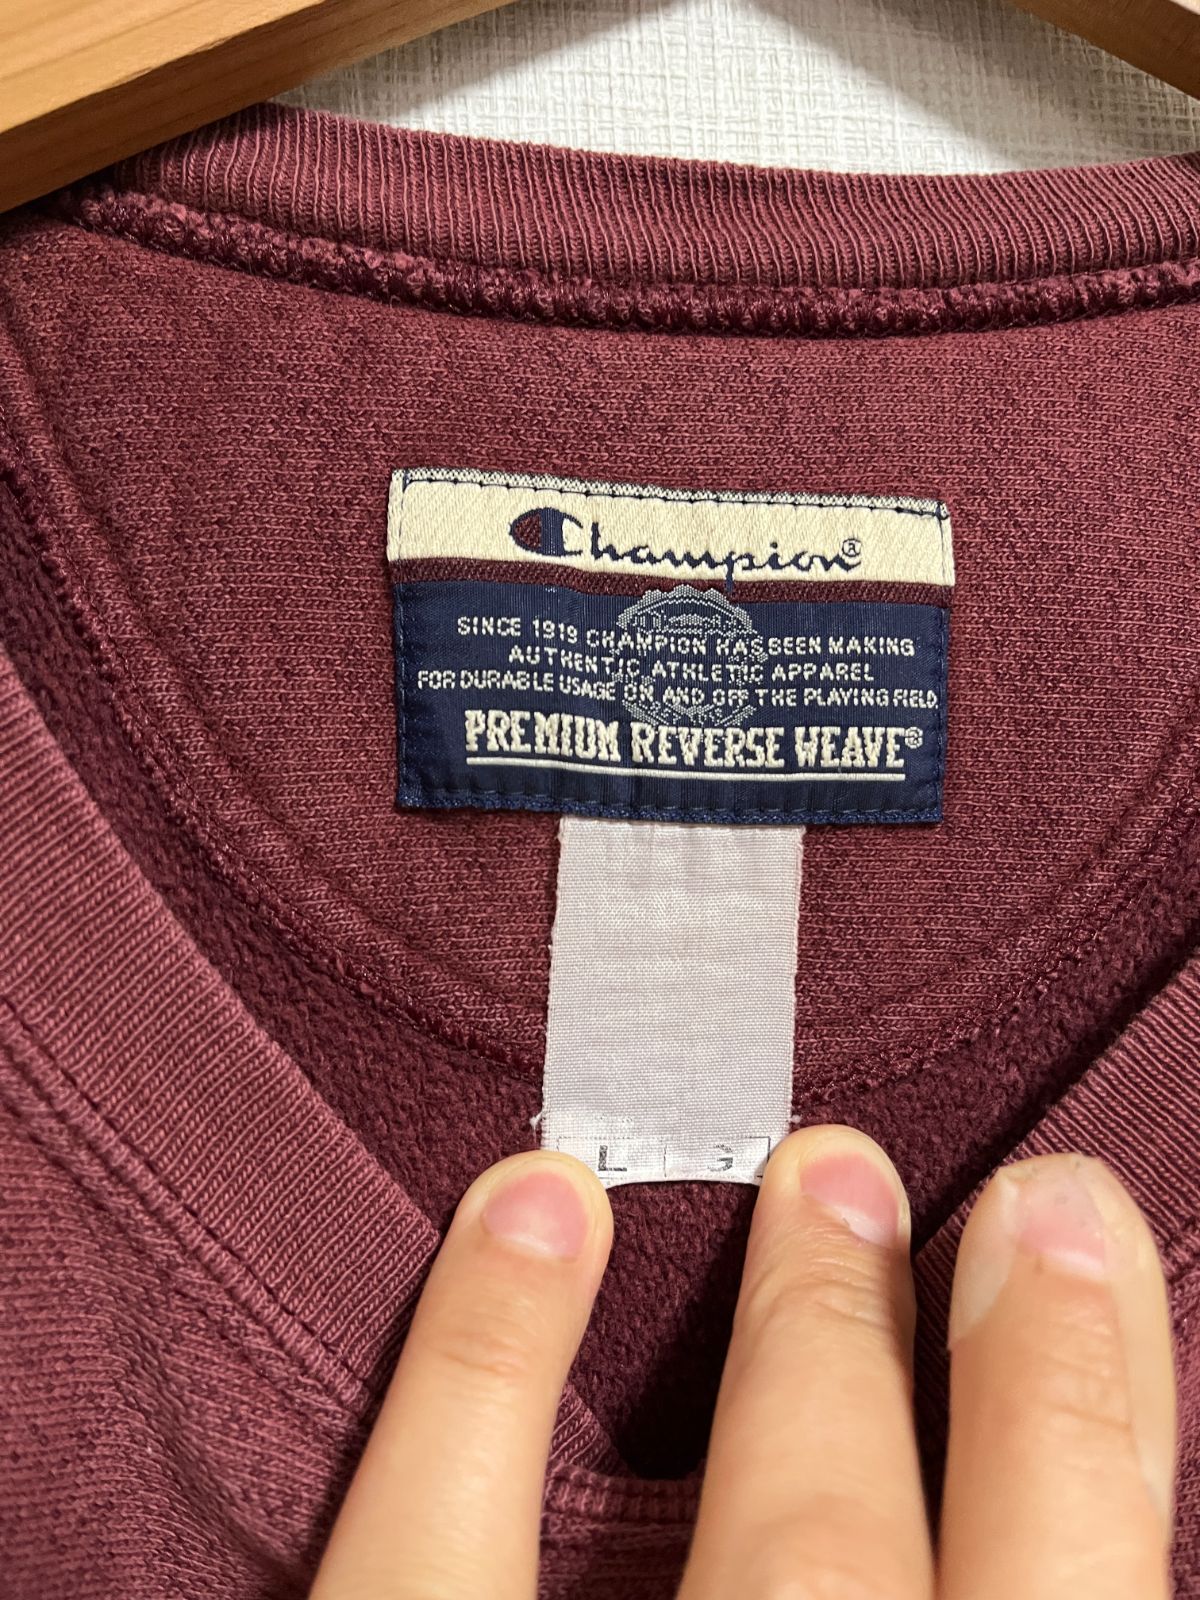 Champion®
SINCE 1919 CHAMPION HAS BEEN MAKING
AUTHENTIC ATHLETIC APPAREL
FOR DURABLE USAGE ON AND OFF THE PLAYING FIELD.
PREMIUM REVERSE WEAVE®
L G